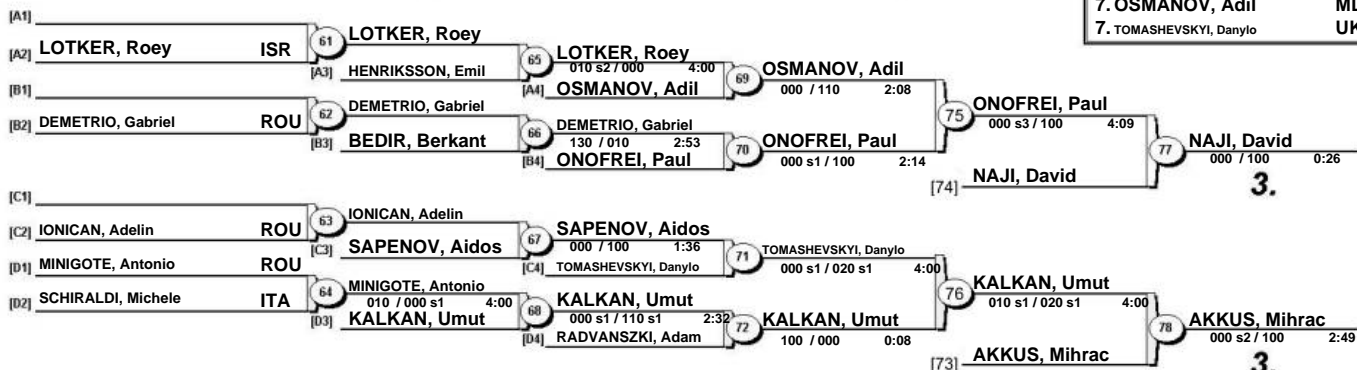 7. OSMANOV, Adil
7. TOMASHEVSKYI, Danylo UK
[A1]
[A2] LOTKER, Roey ISR
61 LOTKER, Roey
[A3] HENRIKSSON, Emil
65 LOTKER, Roey
010 s2 / 000 4:00
[A4] OSMANOV, Adil
69 OSMANOV, Adil
000 / 110 2:08
[B1]
[B2] DEMETRIO, Gabriel ROU
62 DEMETRIO, Gabriel
[B3] BEDIR, Berkant
66 DEMETRIO, Gabriel
130 / 010 2:53
[B4] ONOFREI, Paul
70 ONOFREI, Paul
000 s1 / 100 2:14
75 ONOFREI, Paul
000 s3 / 100 4:09
[74] NAJI, David
77 NAJI, David
000 / 100 0:26
3.
[C1]
[C2] IONICAN, Adelin ROU
63 IONICAN, Adelin
[C3] SAPENOV, Aidos
67 SAPENOV, Aidos
000 / 100 1:36
[C4] TOMASHEVSKYI, Danylo
71 TOMASHEVSKYI, Danylo
000 s1 / 020 s1 4:00
[D1] MINIGOTE, Antonio ROU
[D2] SCHIRALDI, Michele ITA
64 MINIGOTE, Antonio
010 / 000 s1 4:00
[D3] KALKAN, Umut
68 KALKAN, Umut
000 s1 / 110 s1 2:32
[D4] RADVANSZKI, Adam
72 KALKAN, Umut
100 / 000 0:08
76 KALKAN, Umut
010 s1 / 020 s1 4:00
[73] AKKUS, Mihrac
78 AKKUS, Mihrac
000 s2 / 100 2:49
3.